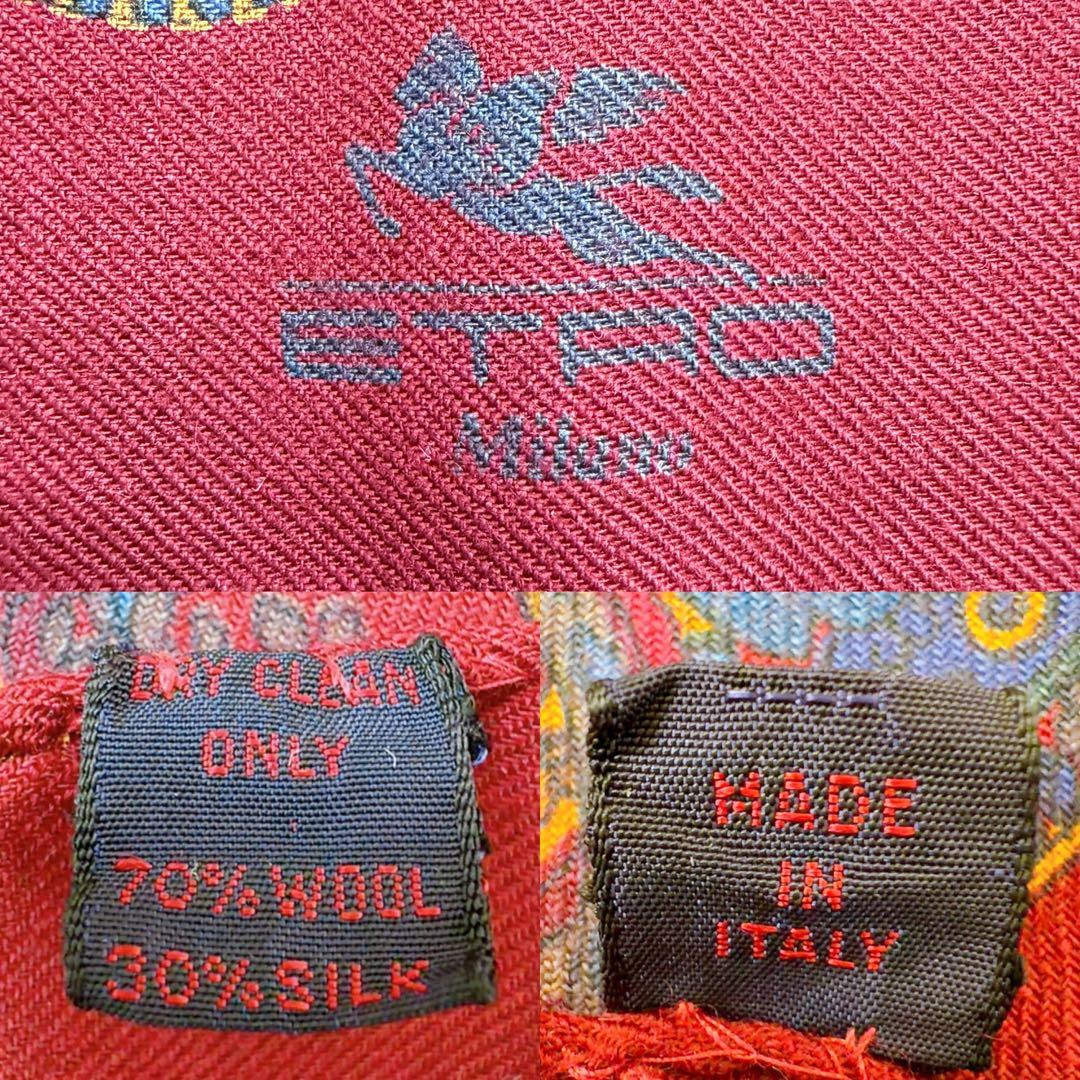 ETRO
Milano
DRY CLEAN
ONLY
70% WOOL
30% SILK
MADE
IN
ITALY